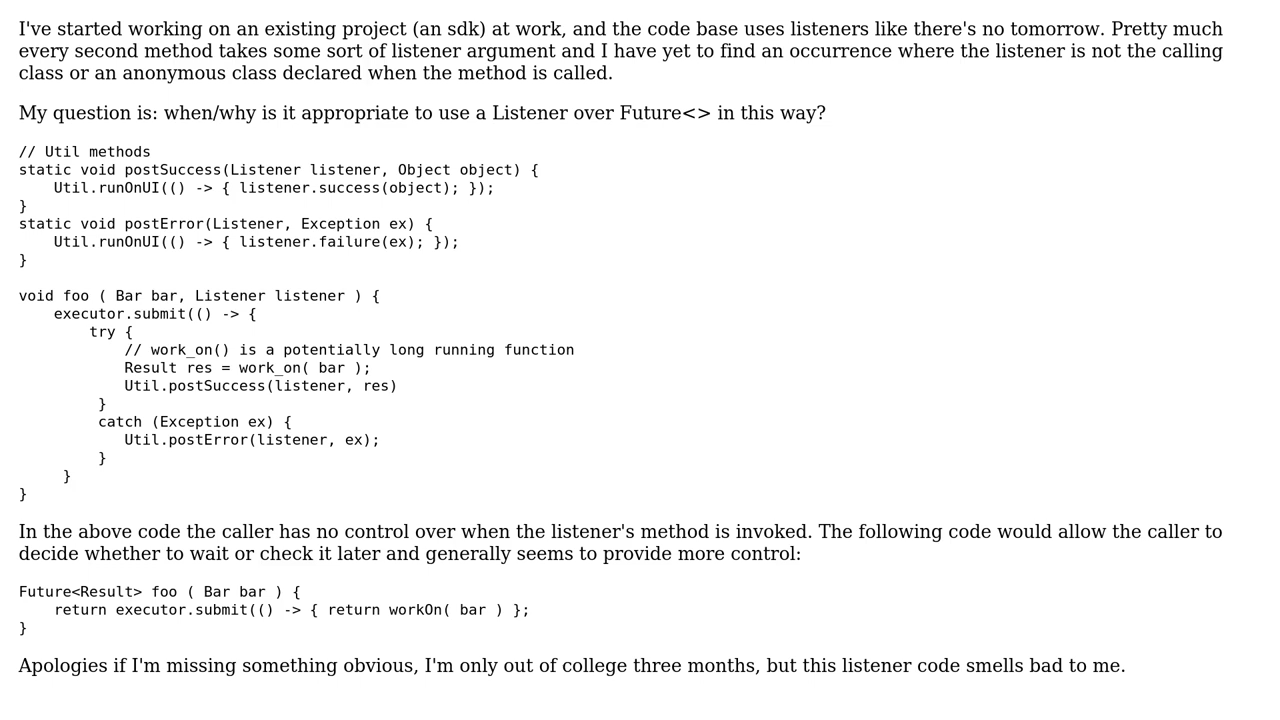 I've started working on an existing project (an sdk) at work, and the code base uses listeners like there's no tomorrow. Pretty much
every second method takes some sort of listener argument and I have yet to find an occurrence where the listener is not the calling
class or an anonymous class declared when the method is called.
My question is: when/why is it appropriate to use a Listener over Future<> in this way?
// Util methods
static void postSuccess(Listener listener, Object object) {
    Util.runOnUI(() -> { listener.success(object); });
}
static void postError(Listener, Exception ex) {
    Util.runOnUI(() -> { listener.failure(ex); });
}
void foo ( Bar bar, Listener listener ) {
    executor.submit(() -> {
        try {
            // work_on() is a potentially long running function
            Result res = work_on( bar );
            Util.postSuccess(listener, res)
         }
         catch (Exception ex) {
            Util.postError(listener, ex);
         }
     }
}
In the above code the caller has no control over when the listener's method is invoked. The following code would allow the caller to
decide whether to wait or check it later and generally seems to provide more control:
Future<Result> foo ( Bar bar ) {
    return executor.submit(() -> { return workOn( bar ) };
}
Apologies if I'm missing something obvious, I'm only out of college three months, but this listener code smells bad to me.